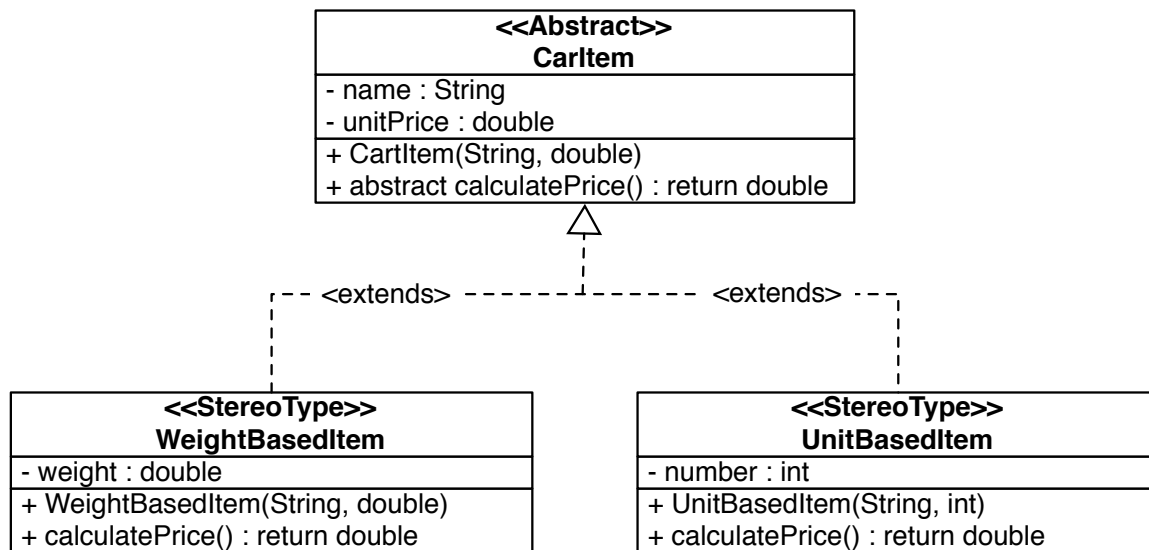 <<Abstract>>
CarItem
- name : String
- unitPrice : double
+ CartItem(String, double)
+ abstract calculatePrice() : return double
<extends>
<extends>
<<StereoType>>
WeightBasedItem
- weight : double
+ WeightBasedItem(String, double)
+ calculatePrice() : return double
<<StereoType>>
UnitBasedItem
- number : int
+ UnitBasedItem(String, int)
+ calculatePrice() : return double